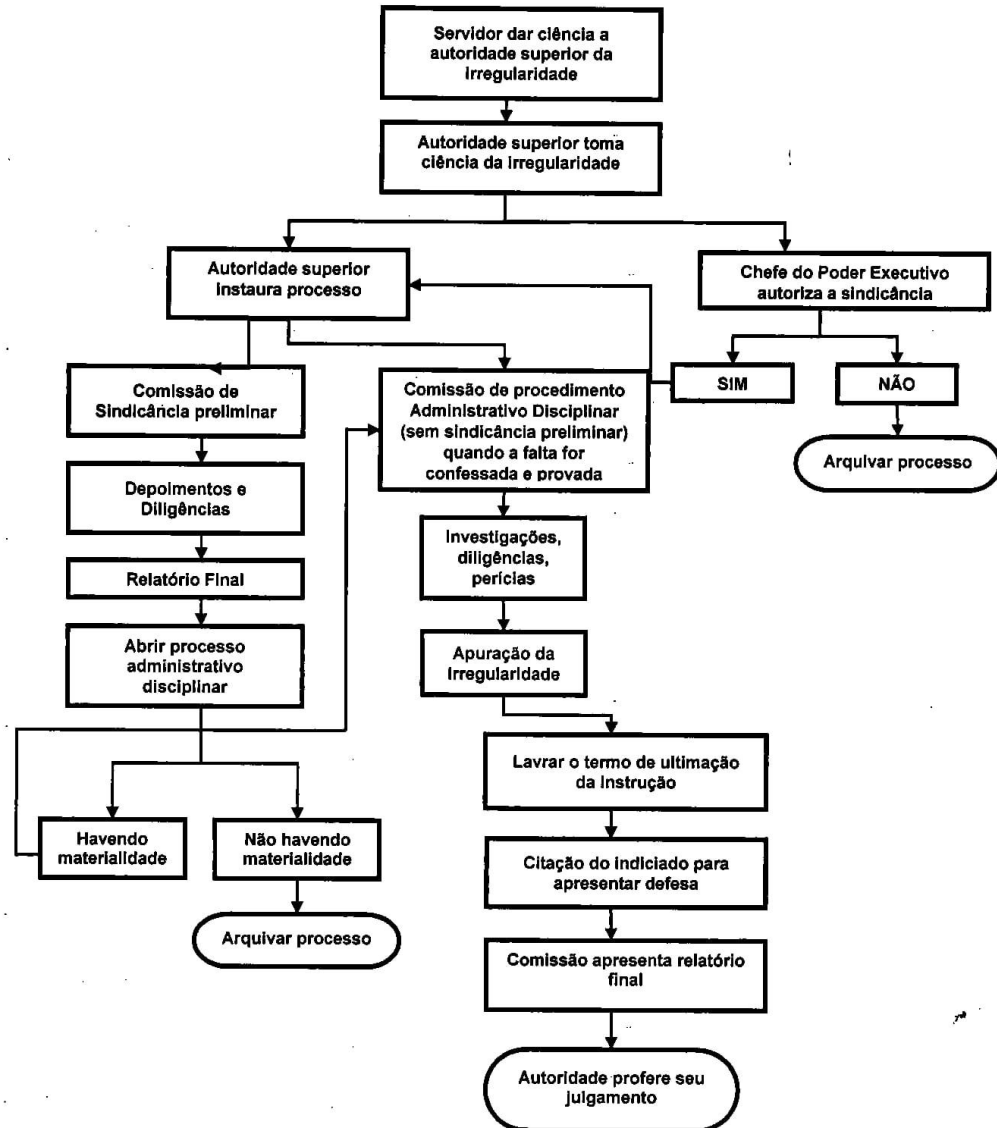 Servidor dar ciência a
autoridade superior da
irregularidade
Autoridade superior toma
ciência da irregularidade
Autoridade superior
instaura processo
Chefe do Poder Executivo
autoriza a sindicância
Comissão de
Sindicância preliminar
Comissão de procedimento
Administrativo Disciplinar
(sem sindicância preliminar)
quando a falta for
confessada e provada
SIM
NÃO
Arquivar processo
Depoimentos e
Diligências
Investigações,
diligências,
perícias
Relatório Final
Abrir processo
administrativo
disciplinar
Apuração da
Irregularidade
Lavrar o termo de ultimação
da Instrução
Havendo
materialidade
Não havendo
materialidade
Citação do indiciado para
apresentar defesa
Arquivar processo
Comissão apresenta relatório
final
Autoridade profere seu
julgamento